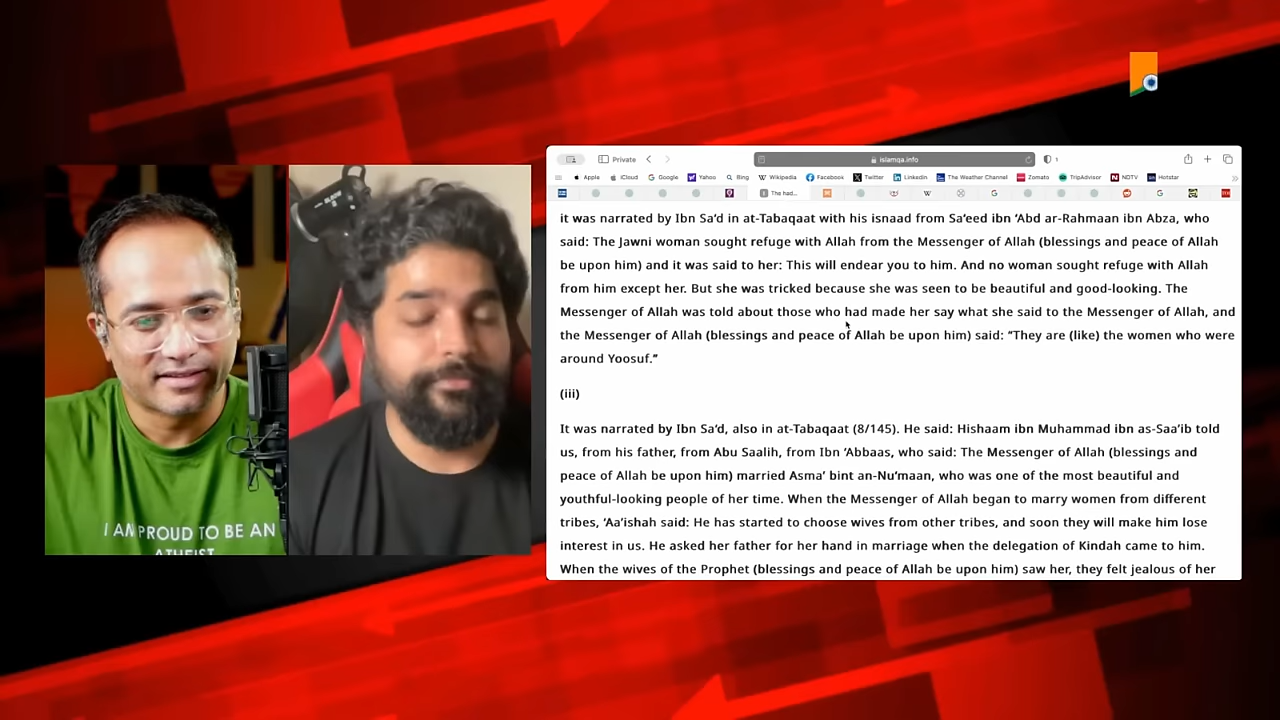 I AM PROUD TO BE AN
ATHEIST
Private
islamqa.info
1
Apple iCloud Google Yahoo Bing Wikipedia Facebook Twitter LinkedIn The Weather Channel Zomato TripAdvisor NDTV Hotstar
The had...
it was narrated by Ibn Sa‘d in at-Tabaqaat with his isnaad from Sa‘eed ibn ‘Abd ar-Rahmaan ibn Abza, who
said: The Jawni woman sought refuge with Allah from the Messenger of Allah (blessings and peace of Allah
be upon him) and it was said to her: This will endear you to him. And no woman sought refuge with Allah
from him except her. But she was tricked because she was seen to be beautiful and good-looking. The
Messenger of Allah was told about those who had made her say what she said to the Messenger of Allah, and
the Messenger of Allah (blessings and peace of Allah be upon him) said: “They are (like) the women who were
around Yoosuf.”
(iii)
It was narrated by Ibn Sa‘d, also in at-Tabaqaat (8/145). He said: Hishaam ibn Muhammad ibn as-Saa’ib told
us, from his father, from Abu Saalih, from Ibn ‘Abbaas, who said: The Messenger of Allah (blessings and
peace of Allah be upon him) married Asma’ bint an-Nu‘maan, who was one of the most beautiful and
youthful-looking people of her time. When the Messenger of Allah began to marry women from different
tribes, ‘Aa’ishah said: He has started to choose wives from other tribes, and soon they will make him lose
interest in us. He asked her father for her hand in marriage when the delegation of Kindah came to him.
When the wives of the Prophet (blessings and peace of Allah be upon him) saw her, they felt jealous of her